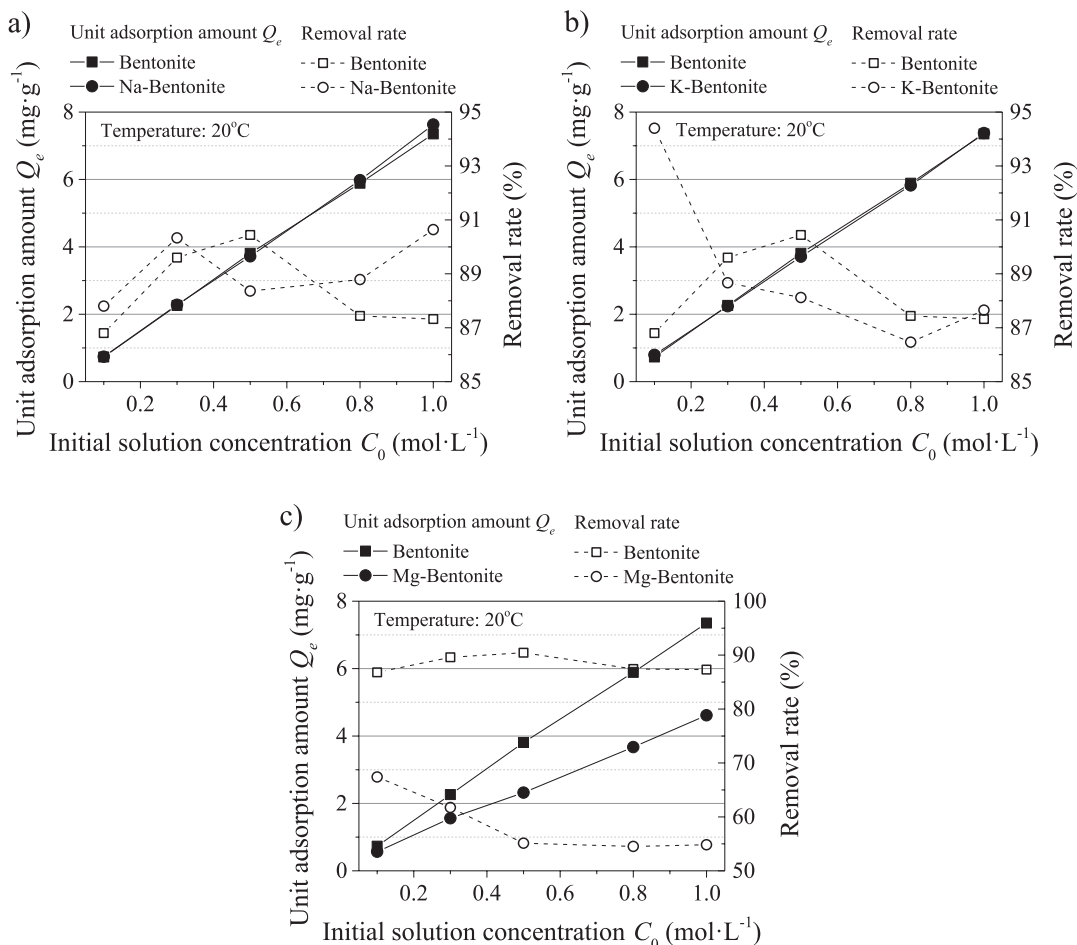 a)
Unit adsorption amount Qe Removal rate
Bentonite Bentonite
Na-Bentonite Na-Bentonite
Temperature: 20°C
Unit adsorption amount Qe (mg·g-1)
8
6
4
2
0
95
93
91
89
87
85
Removal rate (%)
0.2 0.4 0.6 0.8 1.0
Initial solution concentration C0 (mol·L-1)
b)
Unit adsorption amount Qe Removal rate
Bentonite Bentonite
K-Bentonite K-Bentonite
Temperature: 20°C
Unit adsorption amount Qe (mg·g-1)
8
6
4
2
0
95
93
91
89
87
85
Removal rate (%)
0.2 0.4 0.6 0.8 1.0
Initial solution concentration C0 (mol·L-1)
c)
Unit adsorption amount Qe Removal rate
Bentonite Bentonite
Mg-Bentonite Mg-Bentonite
Temperature: 20°C
Unit adsorption amount Qe (mg·g-1)
8
6
4
2
0
100
90
80
70
60
50
Removal rate (%)
0.2 0.4 0.6 0.8 1.0
Initial solution concentration C0 (mol·L-1)